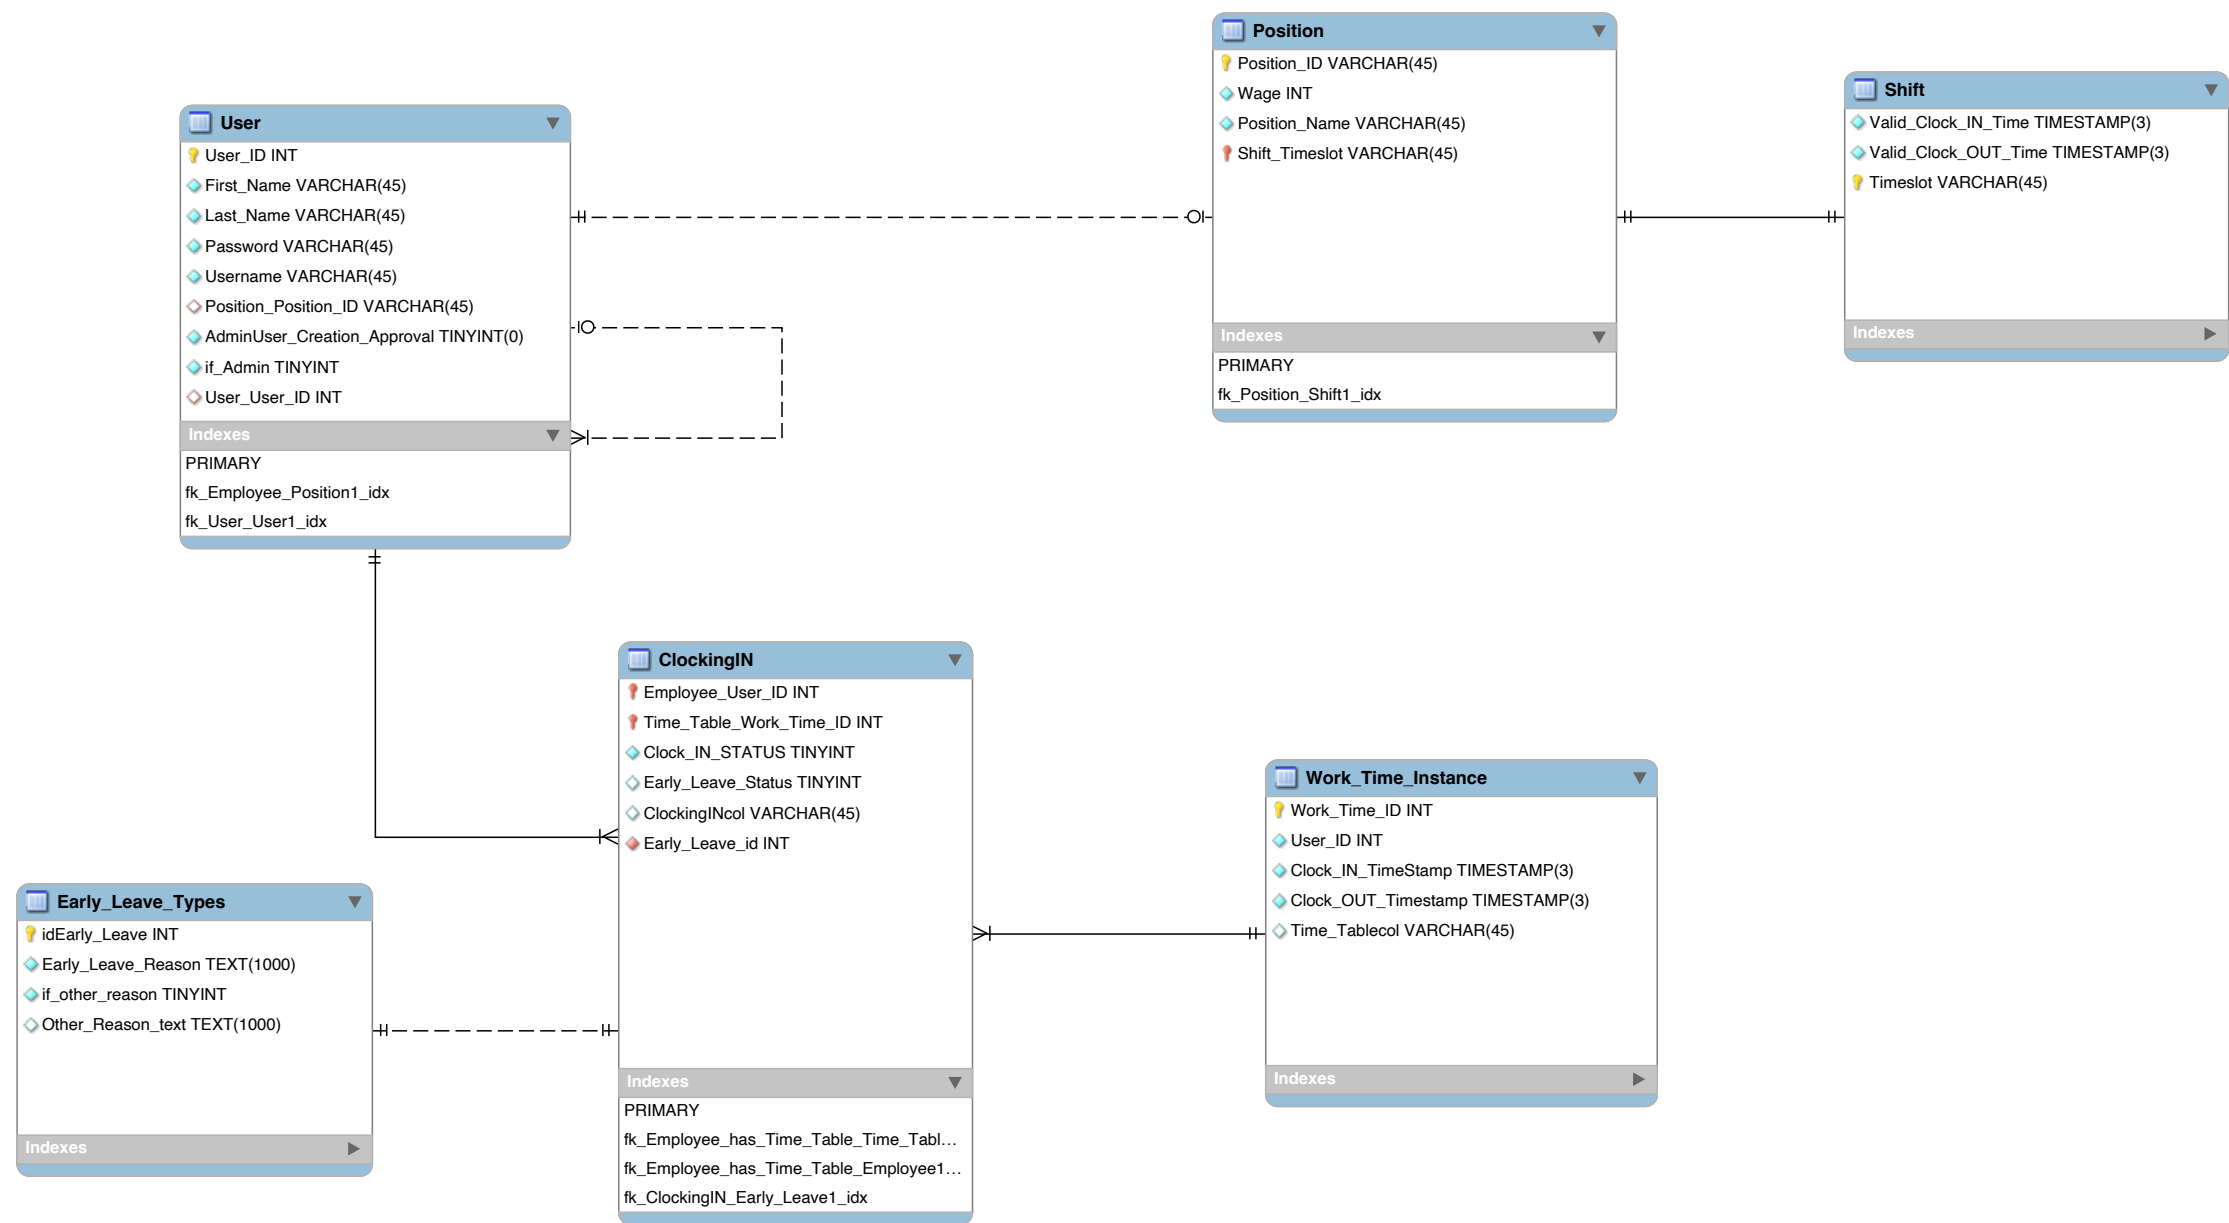 Position
Position_ID VARCHAR(45)
Wage INT
Position_Name VARCHAR(45)
Shift_Timeslot VARCHAR(45)
Indexes
PRIMARY
fk_Position_Shift1_idx
Shift
Valid_Clock_IN_Time TIMESTAMP(3)
Valid_Clock_OUT_Time TIMESTAMP(3)
Timeslot VARCHAR(45)
Indexes
User
User_ID INT
First_Name VARCHAR(45)
Last_Name VARCHAR(45)
Password VARCHAR(45)
Username VARCHAR(45)
Position_Position_ID VARCHAR(45)
AdminUser_Creation_Approval TINYINT(0)
if_Admin TINYINT
User_User_ID INT
Indexes
PRIMARY
fk_Employee_Position1_idx
fk_User_User1_idx
ClockingIN
Employee_User_ID INT
Time_Table_Work_Time_ID INT
Clock_IN_STATUS TINYINT
Early_Leave_Status TINYINT
ClockingINcol VARCHAR(45)
Early_Leave_id INT
Indexes
PRIMARY
fk_Employee_has_Time_Table_Time_Tabl...
fk_Employee_has_Time_Table_Employee1...
fk_ClockingIN_Early_Leave1_idx
Work_Time_Instance
Work_Time_ID INT
User_ID INT
Clock_IN_TimeStamp TIMESTAMP(3)
Clock_OUT_Timestamp TIMESTAMP(3)
Time_Tablecol VARCHAR(45)
Indexes
Early_Leave_Types
idEarly_Leave INT
Early_Leave_Reason TEXT(1000)
if_other_reason TINYINT
Other_Reason_text TEXT(1000)
Indexes